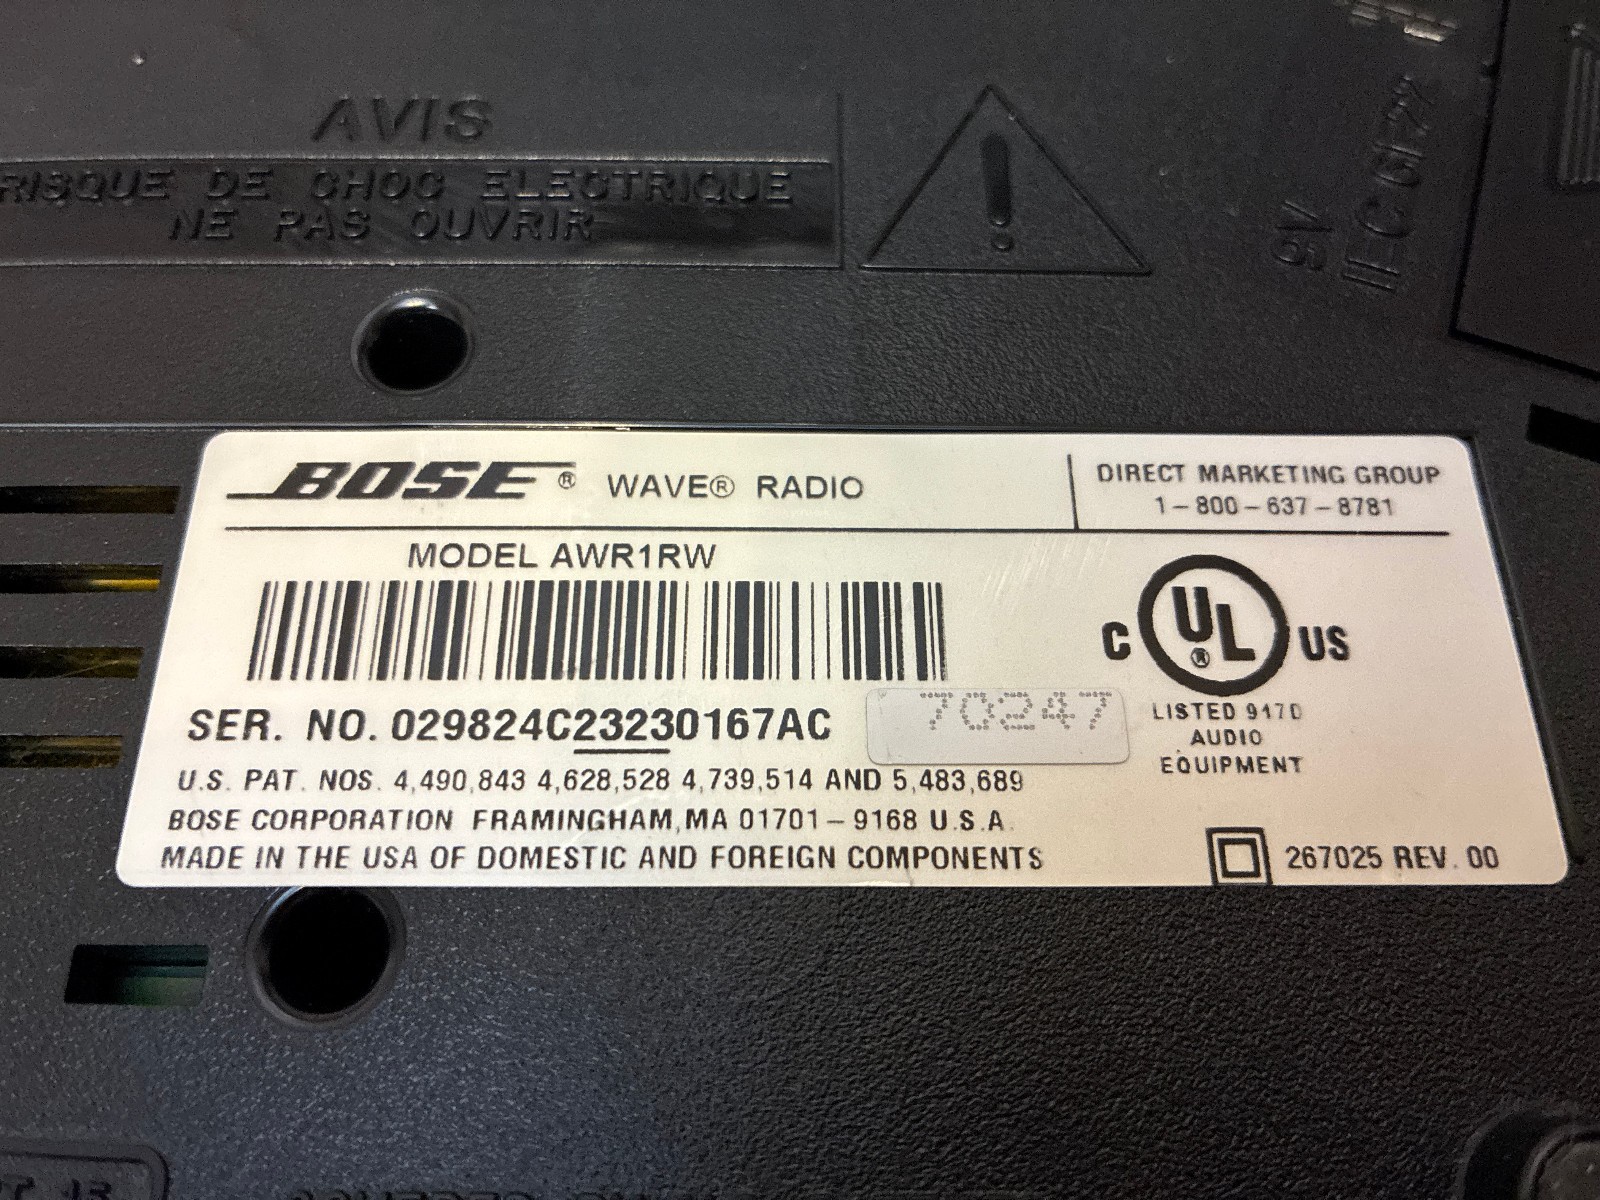 AVIS
RISQUE DE CHOC ELECTRIQUE
NE PAS OUVRIR
9V
BOSE® WAVE® RADIO
DIRECT MARKETING GROUP
1-800-637-8781
MODEL AWR1RW
C UL® US
SER. NO. 029824C23230167AC
70247
LISTED 917D
AUDIO
EQUIPMENT
U.S. PAT. NOS. 4,490,843 4,628,528 4,739,514 AND 5,483,689
BOSE CORPORATION FRAMINGHAM, MA 01701-9168 U.S.A.
MADE IN THE USA OF DOMESTIC AND FOREIGN COMPONENTS
267025 REV. 00